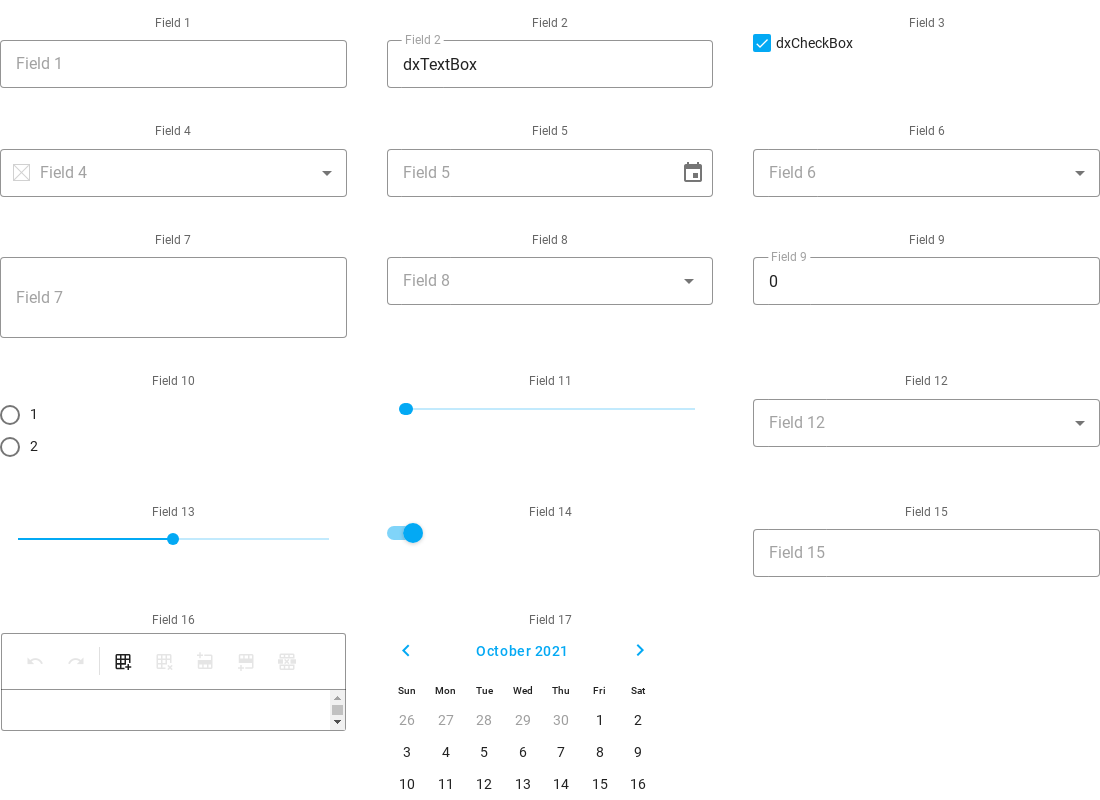 Field 1
Field 2
Field 3
Field 1
Field 2
dxTextBox
dxCheckBox
Field 4
Field 5
Field 6
Field 4
Field 5
Field 6
Field 7
Field 8
Field 9
Field 7
Field 8
Field 9
0
Field 10
Field 11
Field 12
1
2
Field 12
Field 13
Field 14
Field 15
Field 15
Field 16
Field 17
October 2021
Sun Mon Tue Wed Thu Fri Sat
26 27 28 29 30 1 2
3 4 5 6 7 8 9
10 11 12 13 14 15 16